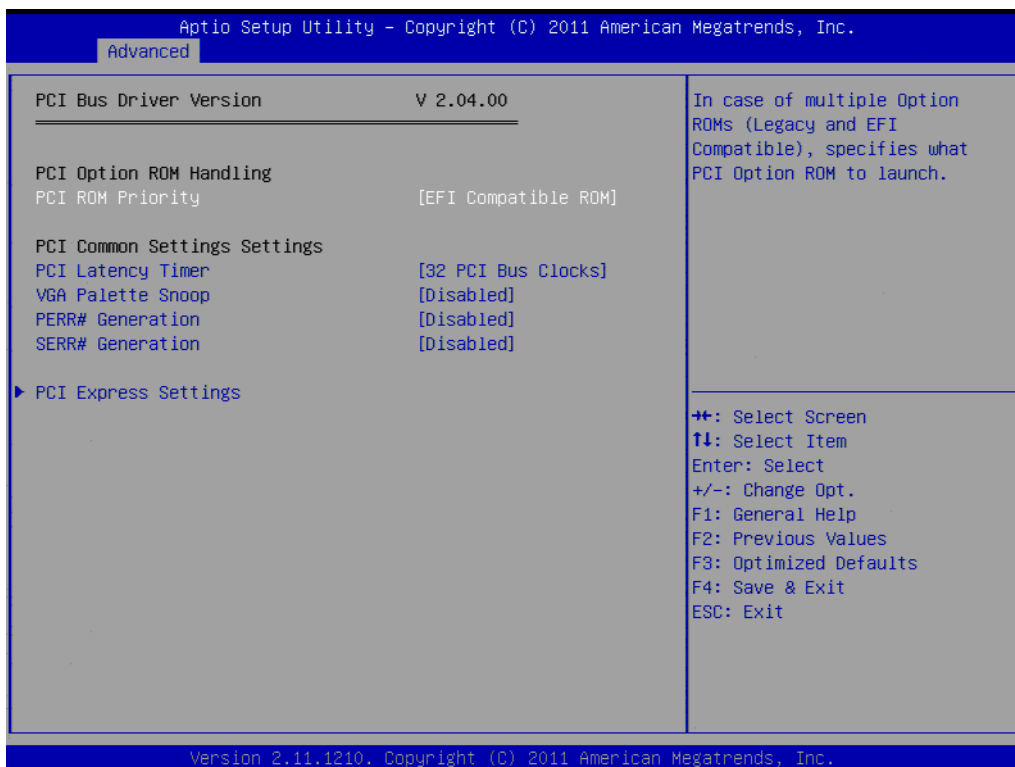 Aptio Setup Utility – Copyright (C) 2011 American Megatrends, Inc.
Advanced
PCI Bus Driver Version V 2.04.00
PCI Option ROM Handling
PCI ROM Priority [EFI Compatible ROM]
PCI Common Settings Settings
PCI Latency Timer [32 PCI Bus Clocks]
VGA Palette Snoop [Disabled]
PERR# Generation [Disabled]
SERR# Generation [Disabled]
▶ PCI Express Settings
In case of multiple Option
ROMs (Legacy and EFI
Compatible), specifies what
PCI Option ROM to launch.
→←: Select Screen
↑↓: Select Item
Enter: Select
+/-: Change Opt.
F1: General Help
F2: Previous Values
F3: Optimized Defaults
F4: Save & Exit
ESC: Exit
Version 2.11.1210. Copyright (C) 2011 American Megatrends, Inc.